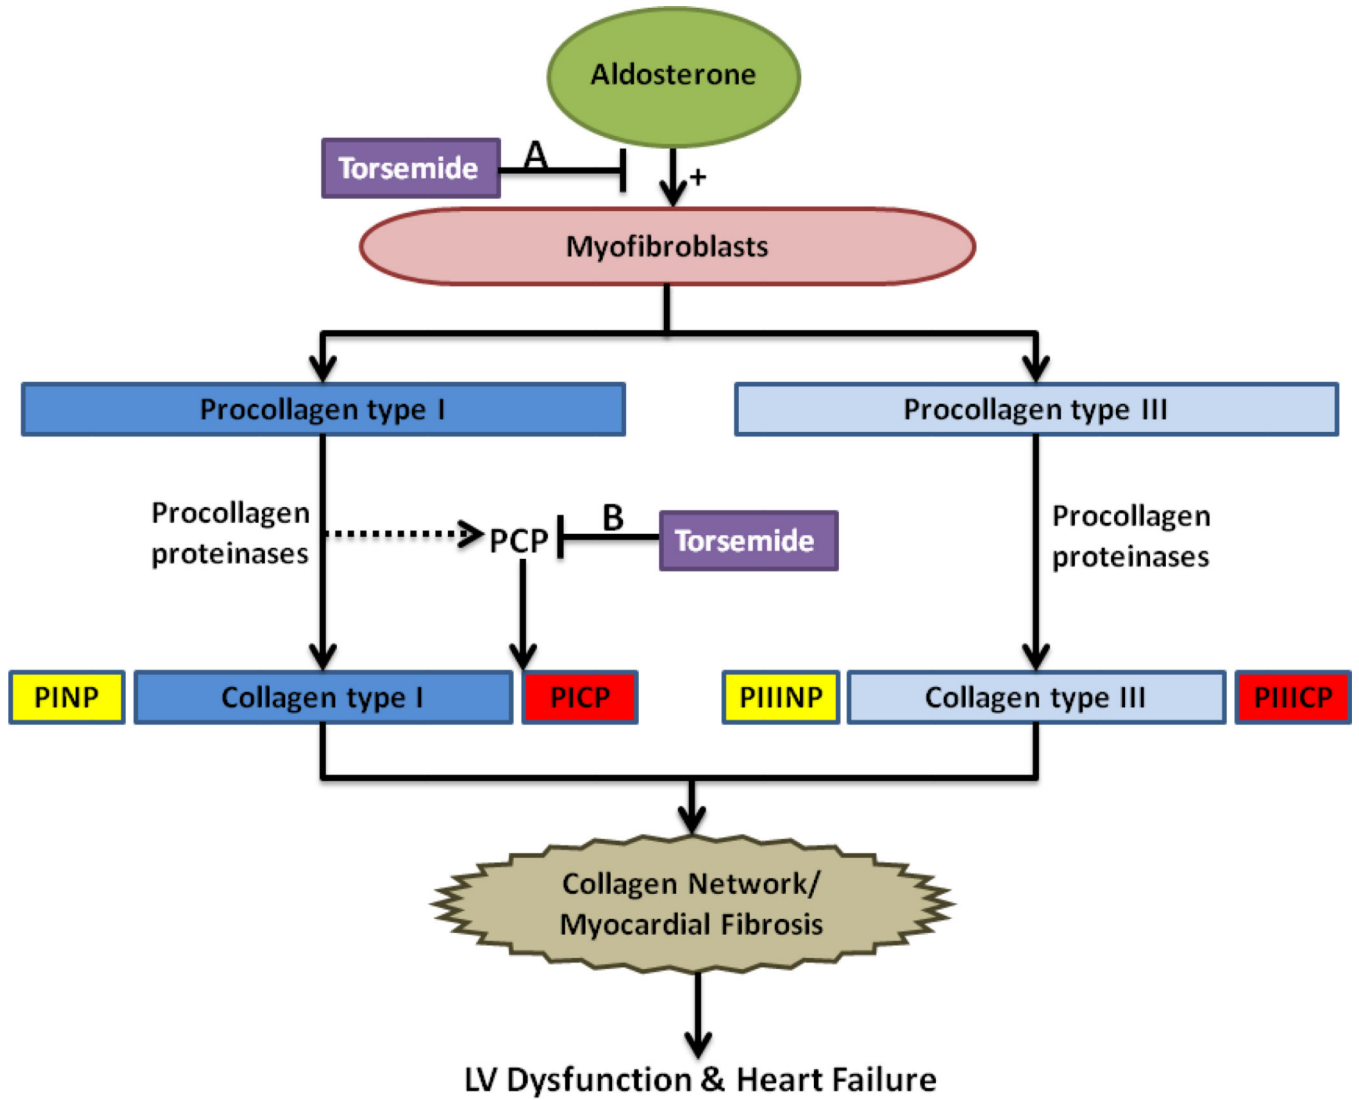 Aldosterone
Torsemide
A
+
Myofibroblasts
Procollagen type I
Procollagen type III
Procollagen
proteinases
PCP
B
Torsemide
Procollagen
proteinases
PINP
Collagen type I
PICP
PIIINP
Collagen type III
PIIICP
Collagen Network/
Myocardial Fibrosis
LV Dysfunction & Heart Failure